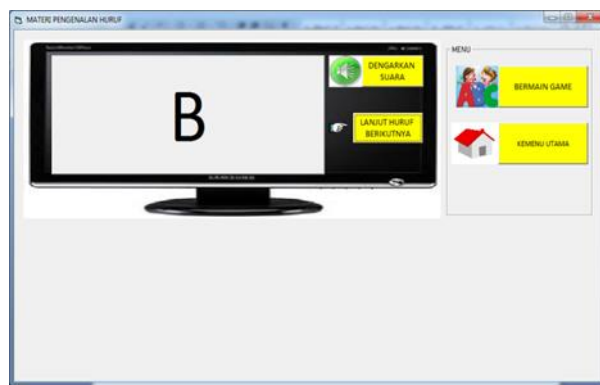 MATERI PENGENALAN HURUF
B
DENGARKAN
SUARA
LANJUT HURUF
BERIKUTNYA
MENU
BERMAIN GAME
KEMENU UTAMA